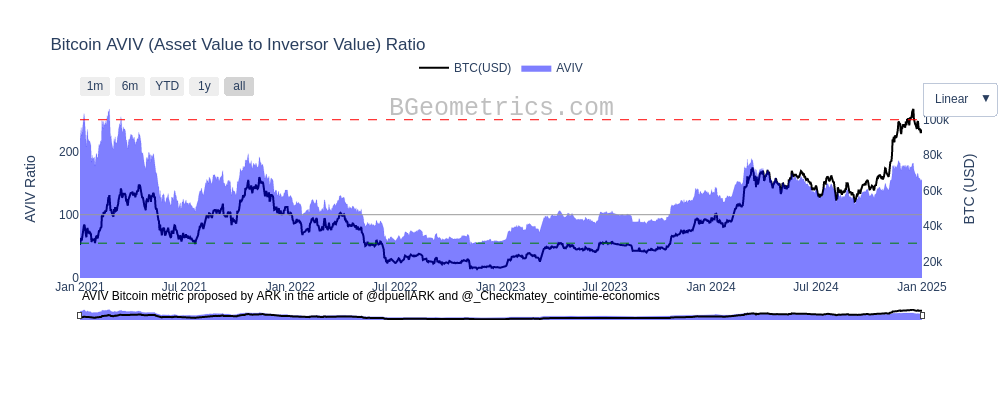 Bitcoin AVIV (Asset Value to Inversor Value) Ratio
BTC(USD) AVIV
1m 6m YTD 1y all
Linear ▼
BGeometrics.com
100k
200
80k
60k
100
40k
20k
0
AVIV Ratio
BTC (USD)
Jan 2021 Jul 2021 Jan 2022 Jul 2022 Jan 2023 Jul 2023 Jan 2024 Jul 2024 Jan 2025
AVIV Bitcoin metric proposed by ARK in the article of @dpuellARK and @_Checkmatey_cointime-economics